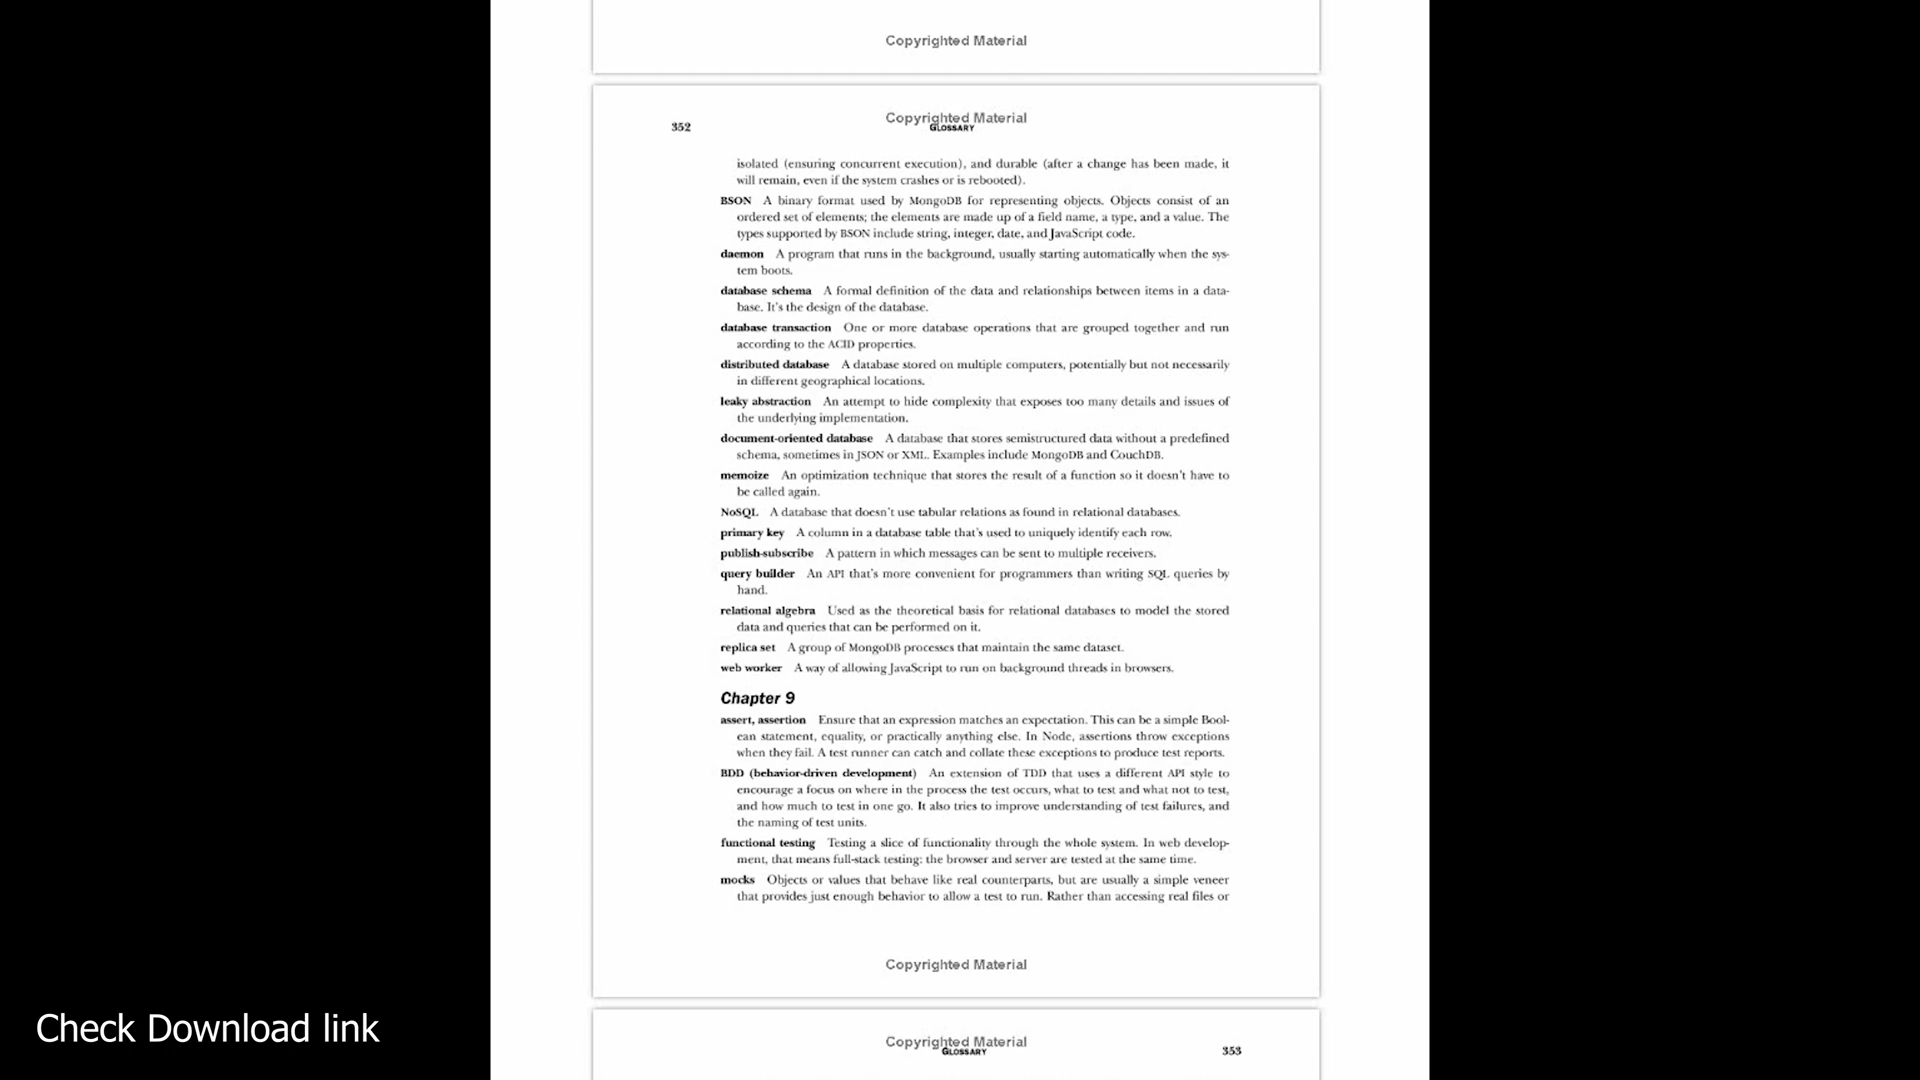 Copyrighted Material
Copyrighted Material
352
GLOSSARY
isolated (ensuring concurrent execution), and durable (after a change has been made, it
will remain, even if the system crashes or is rebooted).
BSON A binary format used by MongoDB for representing objects. Objects consist of an
ordered set of elements; the elements are made up of a field name, a type, and a value. The
types supported by BSON include string, integer, date, and JavaScript code.
daemon A program that runs in the background, usually starting automatically when the sys-
tem boots.
database schema A formal definition of the data and relationships between items in a data-
base. It's the design of the database.
database transaction One or more database operations that are grouped together and run
according to the ACID properties.
distributed database A database stored on multiple computers, potentially but not necessarily
in different geographical locations.
leaky abstraction An attempt to hide complexity that exposes too many details and issues of
the underlying implementation.
document-oriented database A database that stores semistructured data without a predefined
schema, sometimes in JSON or XML. Examples include MongoDB and CouchDB.
memoize An optimization technique that stores the result of a function so it doesn't have to
be called again.
NoSQL A database that doesn't use tabular relations as found in relational databases.
primary key A column in a database table that's used to uniquely identify each row.
publish-subscribe A pattern in which messages can be sent to multiple receivers.
query builder An API that's more convenient for programmers than writing SQL queries by
hand.
relational algebra Used as the theoretical basis for relational databases to model the stored
data and queries that can be performed on it.
replica set A group of MongoDB processes that maintain the same dataset.
web worker A way of allowing JavaScript to run on background threads in browsers.
Chapter 9
assert, assertion Ensure that an expression matches an expectation. This can be a simple Bool-
ean statement, equality, or practically anything else. In Node, assertions throw exceptions
when they fail. A test runner can catch and collate these exceptions to produce test reports.
BDD (behavior-driven development) An extension of TDD that uses a different API style to
encourage a focus on where in the process the test occurs, what to test and what not to test,
and how much to test in one go. It also tries to improve understanding of test failures, and
the naming of test units.
functional testing Testing a slice of functionality through the whole system. In web develop-
ment, that means full-stack testing: the browser and server are tested at the same time.
mocks Objects or values that behave like real counterparts, but are usually a simple veneer
that provides just enough behavior to allow a test to run. Rather than accessing real files or
Copyrighted Material
Check Download link
Copyrighted Material
GLOSSARY
353